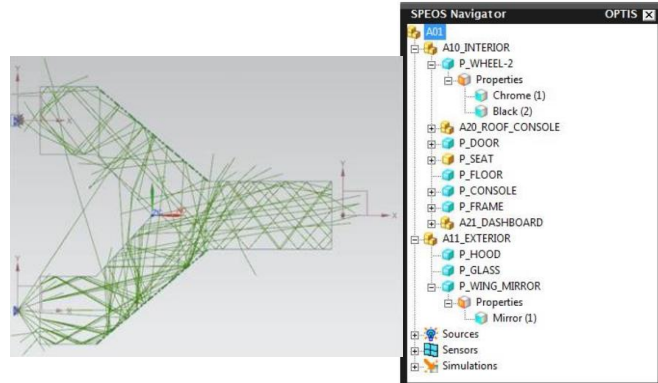 SPEOS Navigator OPTIS
A01
A10_INTERIOR
P_WHEEL-2
Properties
Chrome (1)
Black (2)
A20_ROOF_CONSOLE
P_DOOR
P_SEAT
P_FLOOR
P_CONSOLE
P_FRAME
A21_DASHBOARD
A11_EXTERIOR
P_HOOD
P_GLASS
P_WING_MIRROR
Properties
Mirror (1)
Sources
Sensors
Simulations
Y
X
Y
X
Y
X